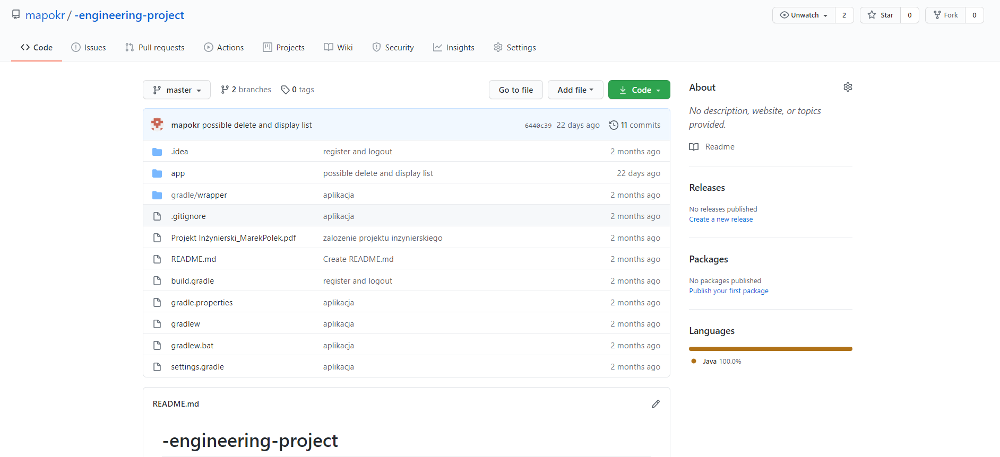 mapokr / -engineering-project
Unwatch 2 Star 0 Fork 0
Code Issues Pull requests Actions Projects Wiki Security Insights Settings
master 2 branches 0 tags Go to file Add file Code
mapokr possible delete and display list 6440c39 22 days ago 11 commits
.idea register and logout 2 months ago
app possible delete and display list 22 days ago
gradle/wrapper aplikacja 2 months ago
.gitignore aplikacja 2 months ago
Projekt Inżynierski_MarekPolek.pdf zalozenie projektu inzynierskiego 2 months ago
README.md Create README.md 2 months ago
build.gradle register and logout 2 months ago
gradle.properties aplikacja 2 months ago
gradlew aplikacja 2 months ago
gradlew.bat aplikacja 2 months ago
settings.gradle aplikacja 2 months ago
README.md
-engineering-project
About
No description, website, or topics
provided.
Readme
Releases
No releases published
Create a new release
Packages
No packages published
Publish your first package
Languages
Java 100.0%